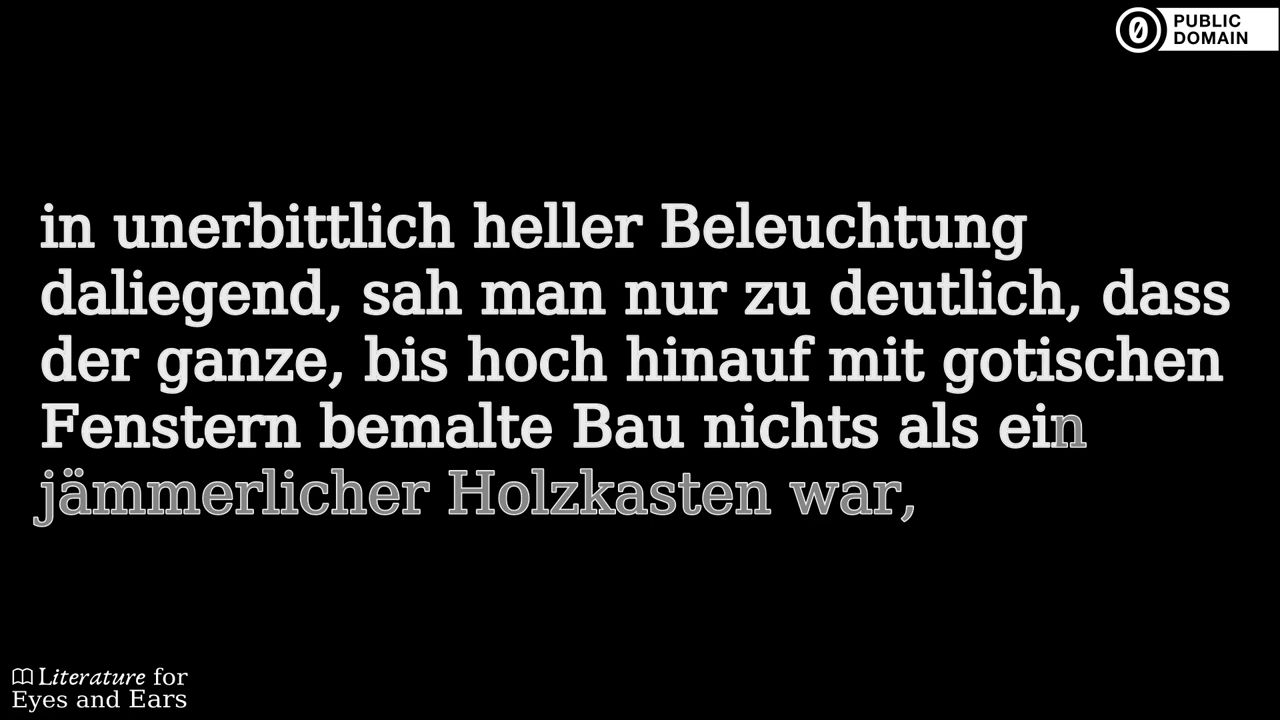 PUBLIC
DOMAIN
in unerbittlich heller Beleuchtung
daliegend, sah man nur zu deutlich, dass
der ganze, bis hoch hinauf mit gotischen
Fenstern bemalte Bau nichts als ein
jämmerlicher Holzkasten war,
Literature for
Eyes and Ears